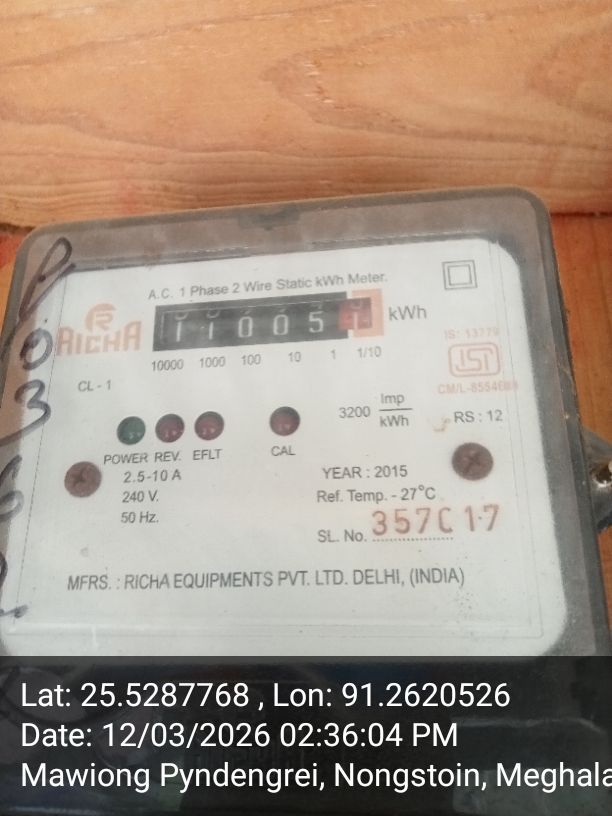 A.C. 1 Phase 2 Wire Static kWh Meter.
RICHA
11005 kWh
10000 1000 100 10 1 1/10
IS: 13779
ISI
CL - 1
3200 Imp/kWh
RS : 12
POWER REV. EFLT CAL
2.5-10 A
240 V.
50 Hz.
YEAR : 2015
Ref. Temp. - 27°C
SL. No.
MFRS. : RICHA EQUIPMENTS PVT. LTD. DELHI, (INDIA)
Lat: 25.5287768 , Lon: 91.2620526
Date: 12/03/2026 02:36:04 PM
Mawiong Pyndengrei, Nongstoin, Meghala